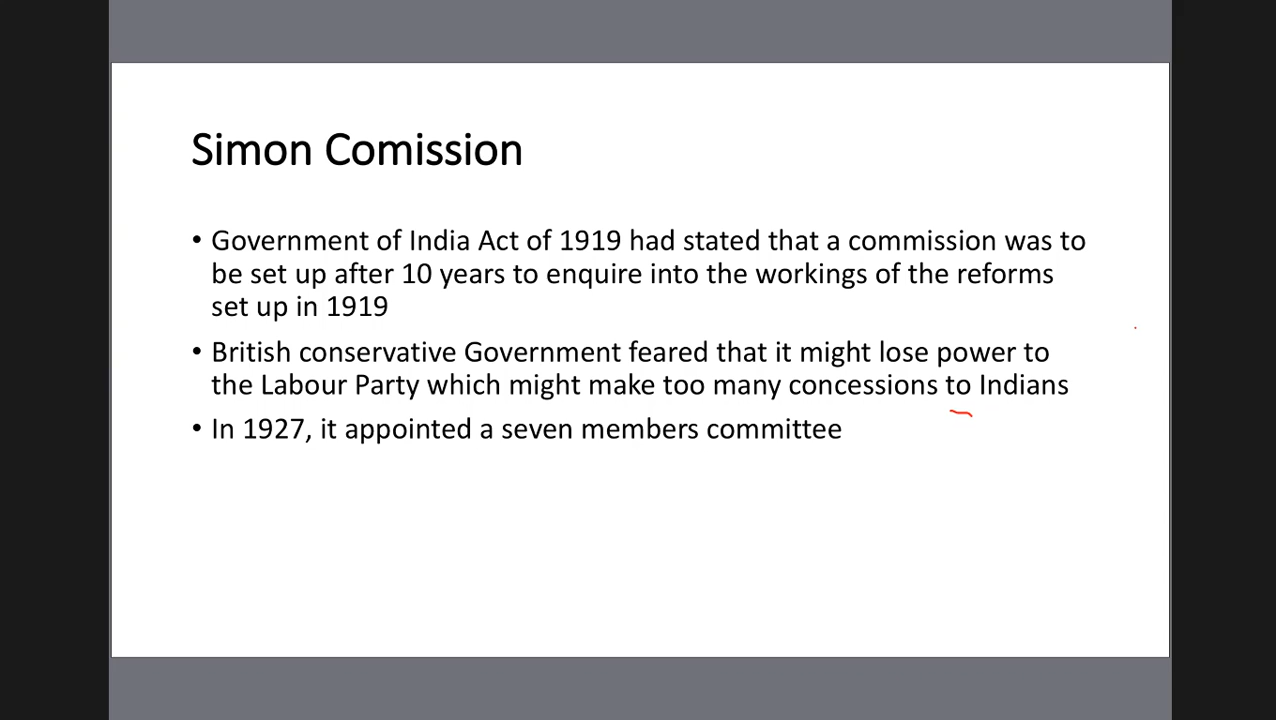 Simon Comission
• Government of India Act of 1919 had stated that a commission was to
be set up after 10 years to enquire into the workings of the reforms
set up in 1919
• British conservative Government feared that it might lose power to
the Labour Party which might make too many concessions to Indians
• In 1927, it appointed a seven members committee